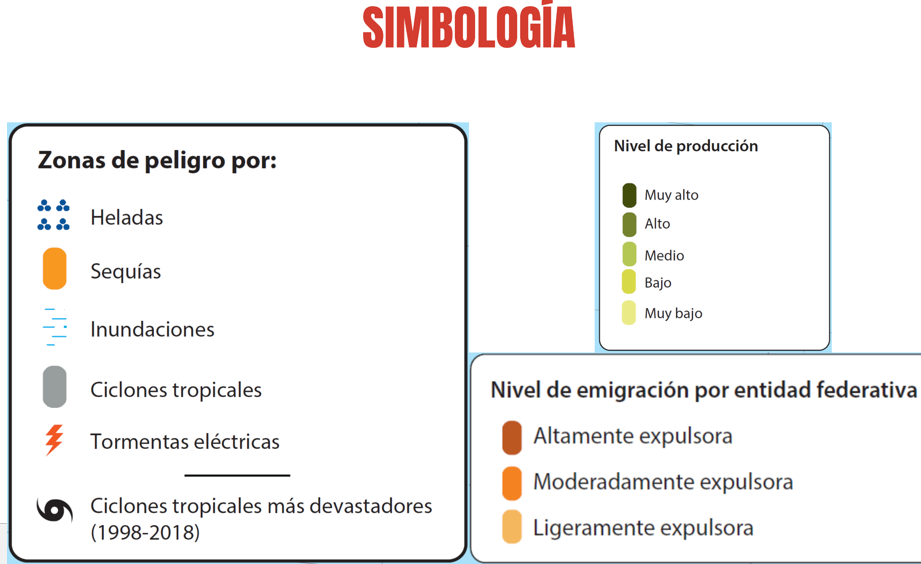 SIMBOLOGÍA
Zonas de peligro por:
Heladas
Sequías
Inundaciones
Ciclones tropicales
Tormentas eléctricas
Ciclones tropicales más devastadores
(1998-2018)
Nivel de producción
Muy alto
Alto
Medio
Bajo
Muy bajo
Nivel de emigración por entidad federativa
Altamente expulsora
Moderadamente expulsora
Ligeramente expulsora